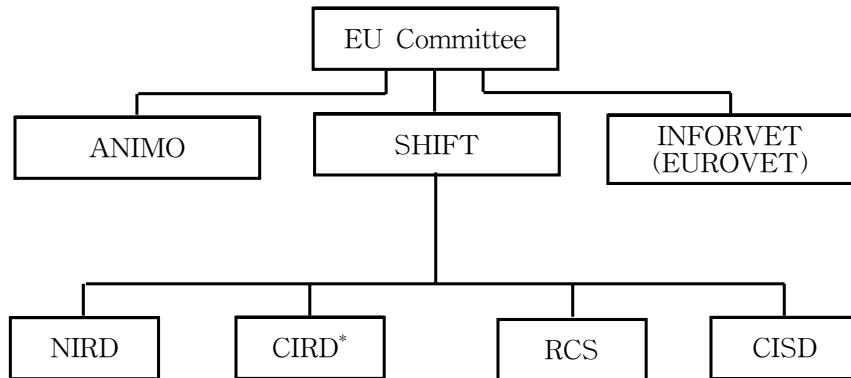 EU Committee
ANIMO
SHIFT
INFORVET
(EUROVET)
NIRD
CIRD*
RCS
CISD